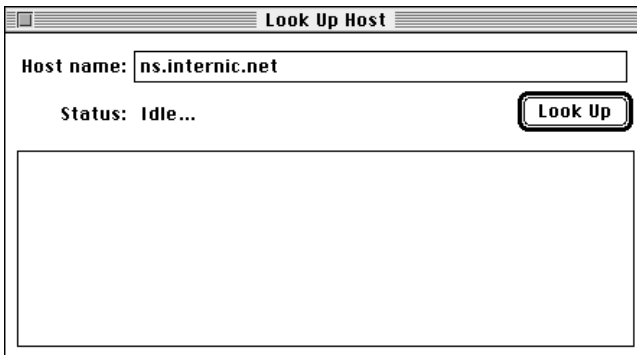 Look Up Host
Host name: ns.internic.net
Status: Idle...
Look Up